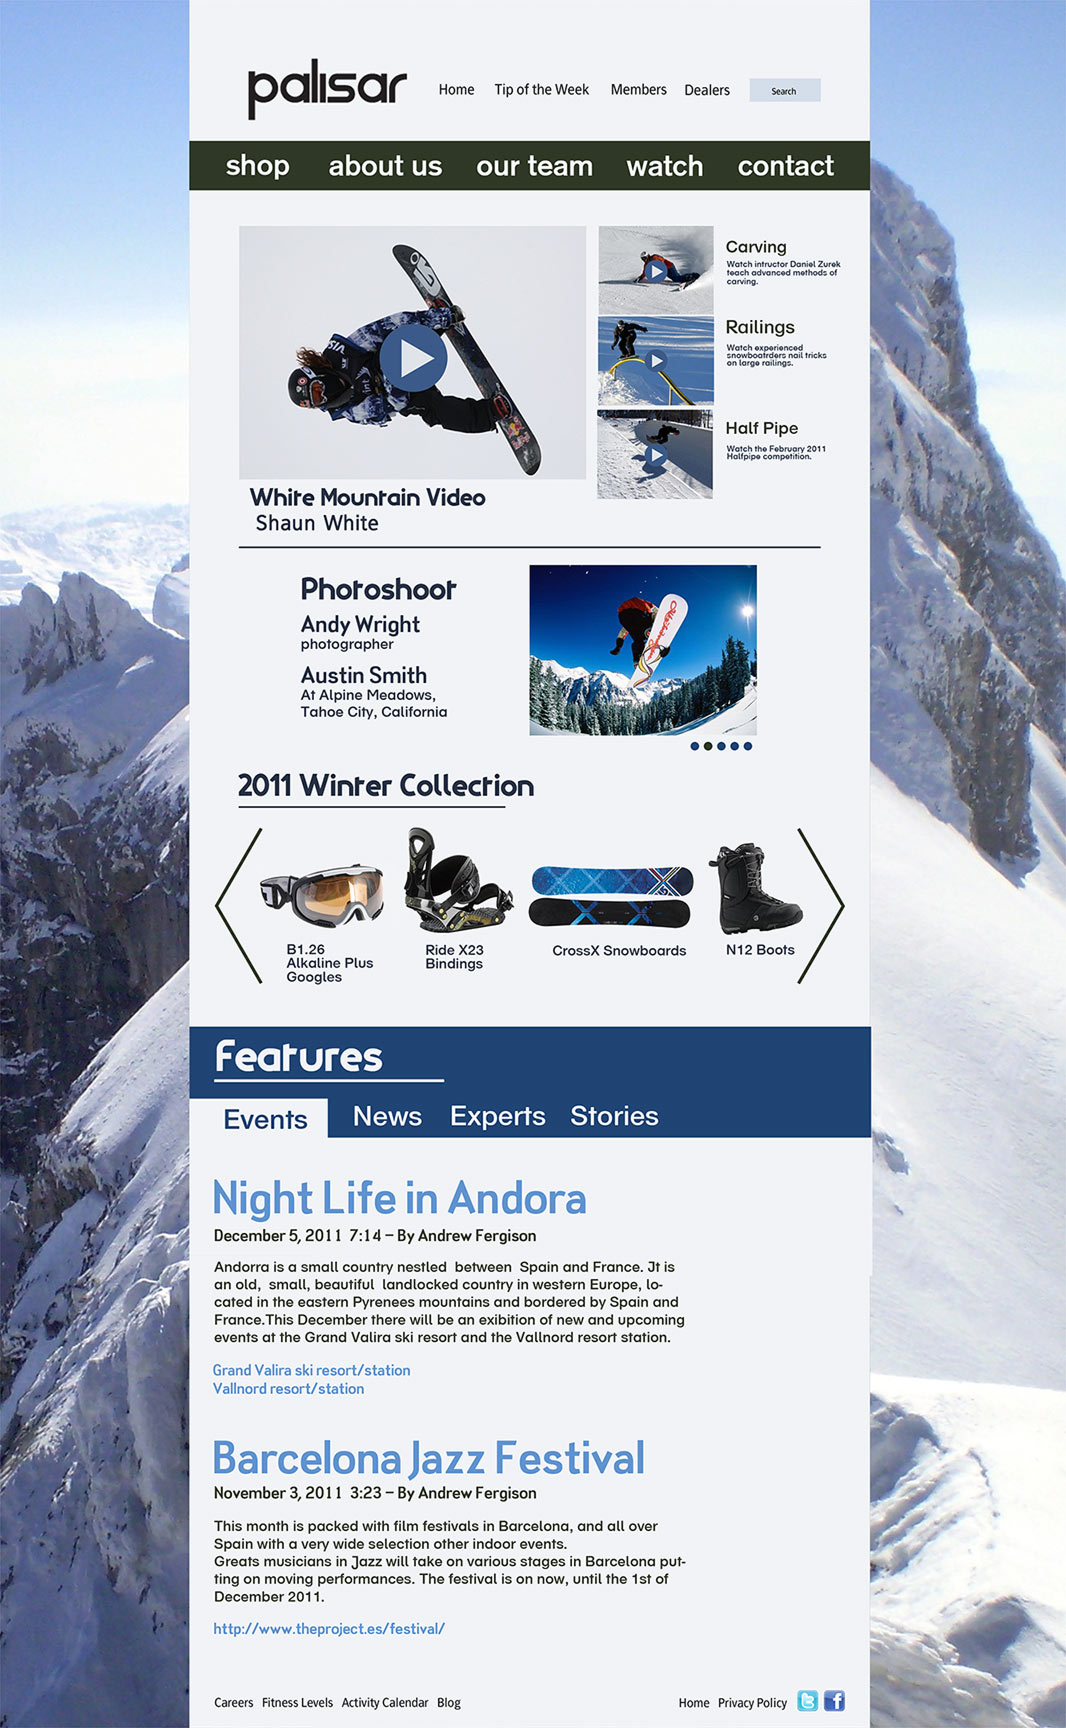 palisar
Home Tip of the Week Members Dealers Search
shop about us our team watch contact
Carving
Watch intructor Daniel Zurek
teach advanced methods of
carving.
Railings
Watch experienced
snowboatrders nail tricks
on large railings.
Half Pipe
Watch the February 2011
Halfpipe competition.
VISA
White Mountain Video
Shaun White
Photoshoot
Andy Wright
photographer
Austin Smith
At Alpine Meadows,
Tahoe City, California
2011 Winter Collection
B1.26
Alkaline Plus
Googles
Ride X23
Bindings
CrossX Snowboards
N12 Boots
Features
Events News Experts Stories
Night Life in Andora
December 5, 2011 7:14 – By Andrew Fergison
Andorra is a small country nestled between Spain and France. Jt is
an old, small, beautiful landlocked country in western Europe, lo-
cated in the eastern Pyrenees mountains and bordered by Spain and
France.This December there will be an exibition of new and upcoming
events at the Grand Valira ski resort and the Vallnord resort station.
Grand Valira ski resort/station
Vallnord resort/station
Barcelona Jazz Festival
November 3, 2011 3:23 – By Andrew Fergison
This month is packed with film festivals in Barcelona, and all over
Spain with a very wide selection other indoor events.
Greats musicians in Jazz will take on various stages in Barcelona put-
ting on moving performances. The festival is on now, until the 1st of
December 2011.
http://www.theproject.es/festival/
Careers Fitness Levels Activity Calendar Blog Home Privacy Policy